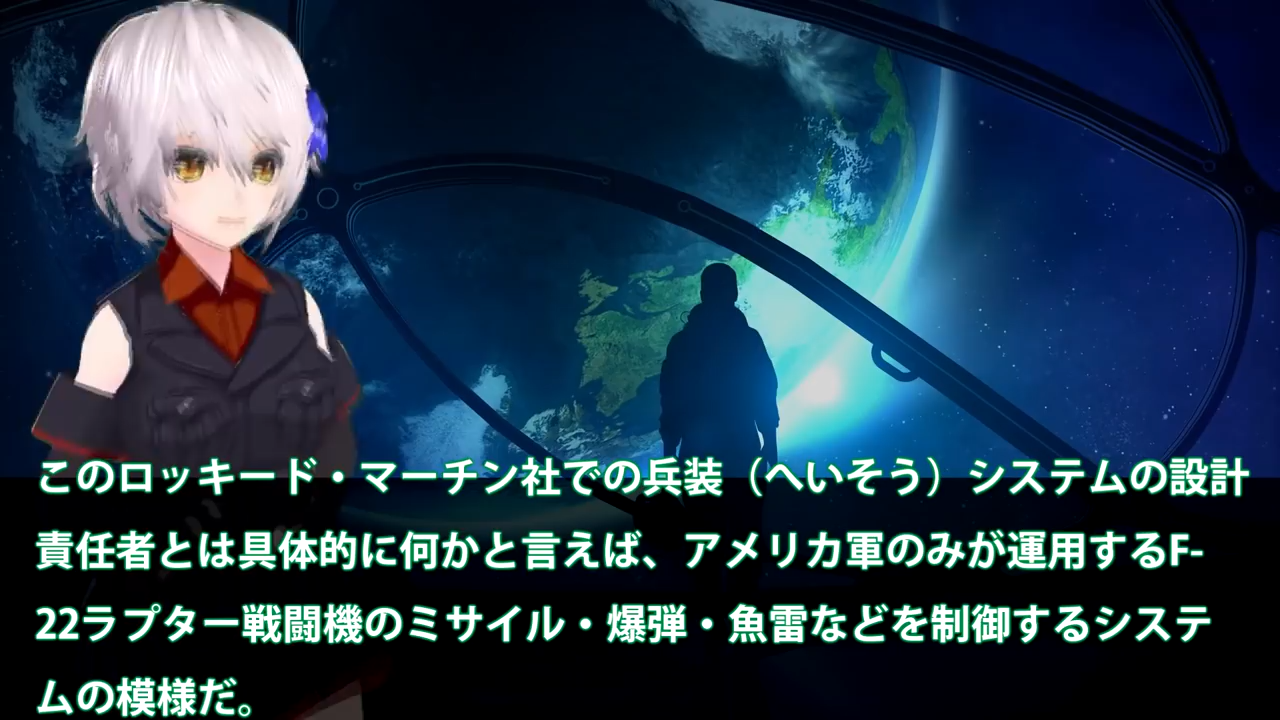 このロッキード・マーチン社での兵装（へいそう）システムの設計
責任者とは具体的に何かと言えば、アメリカ軍のみが運用するF-
22ラプター戦闘機のミサイル・爆弾・魚雷などを制御するシステ
ムの模様だ。